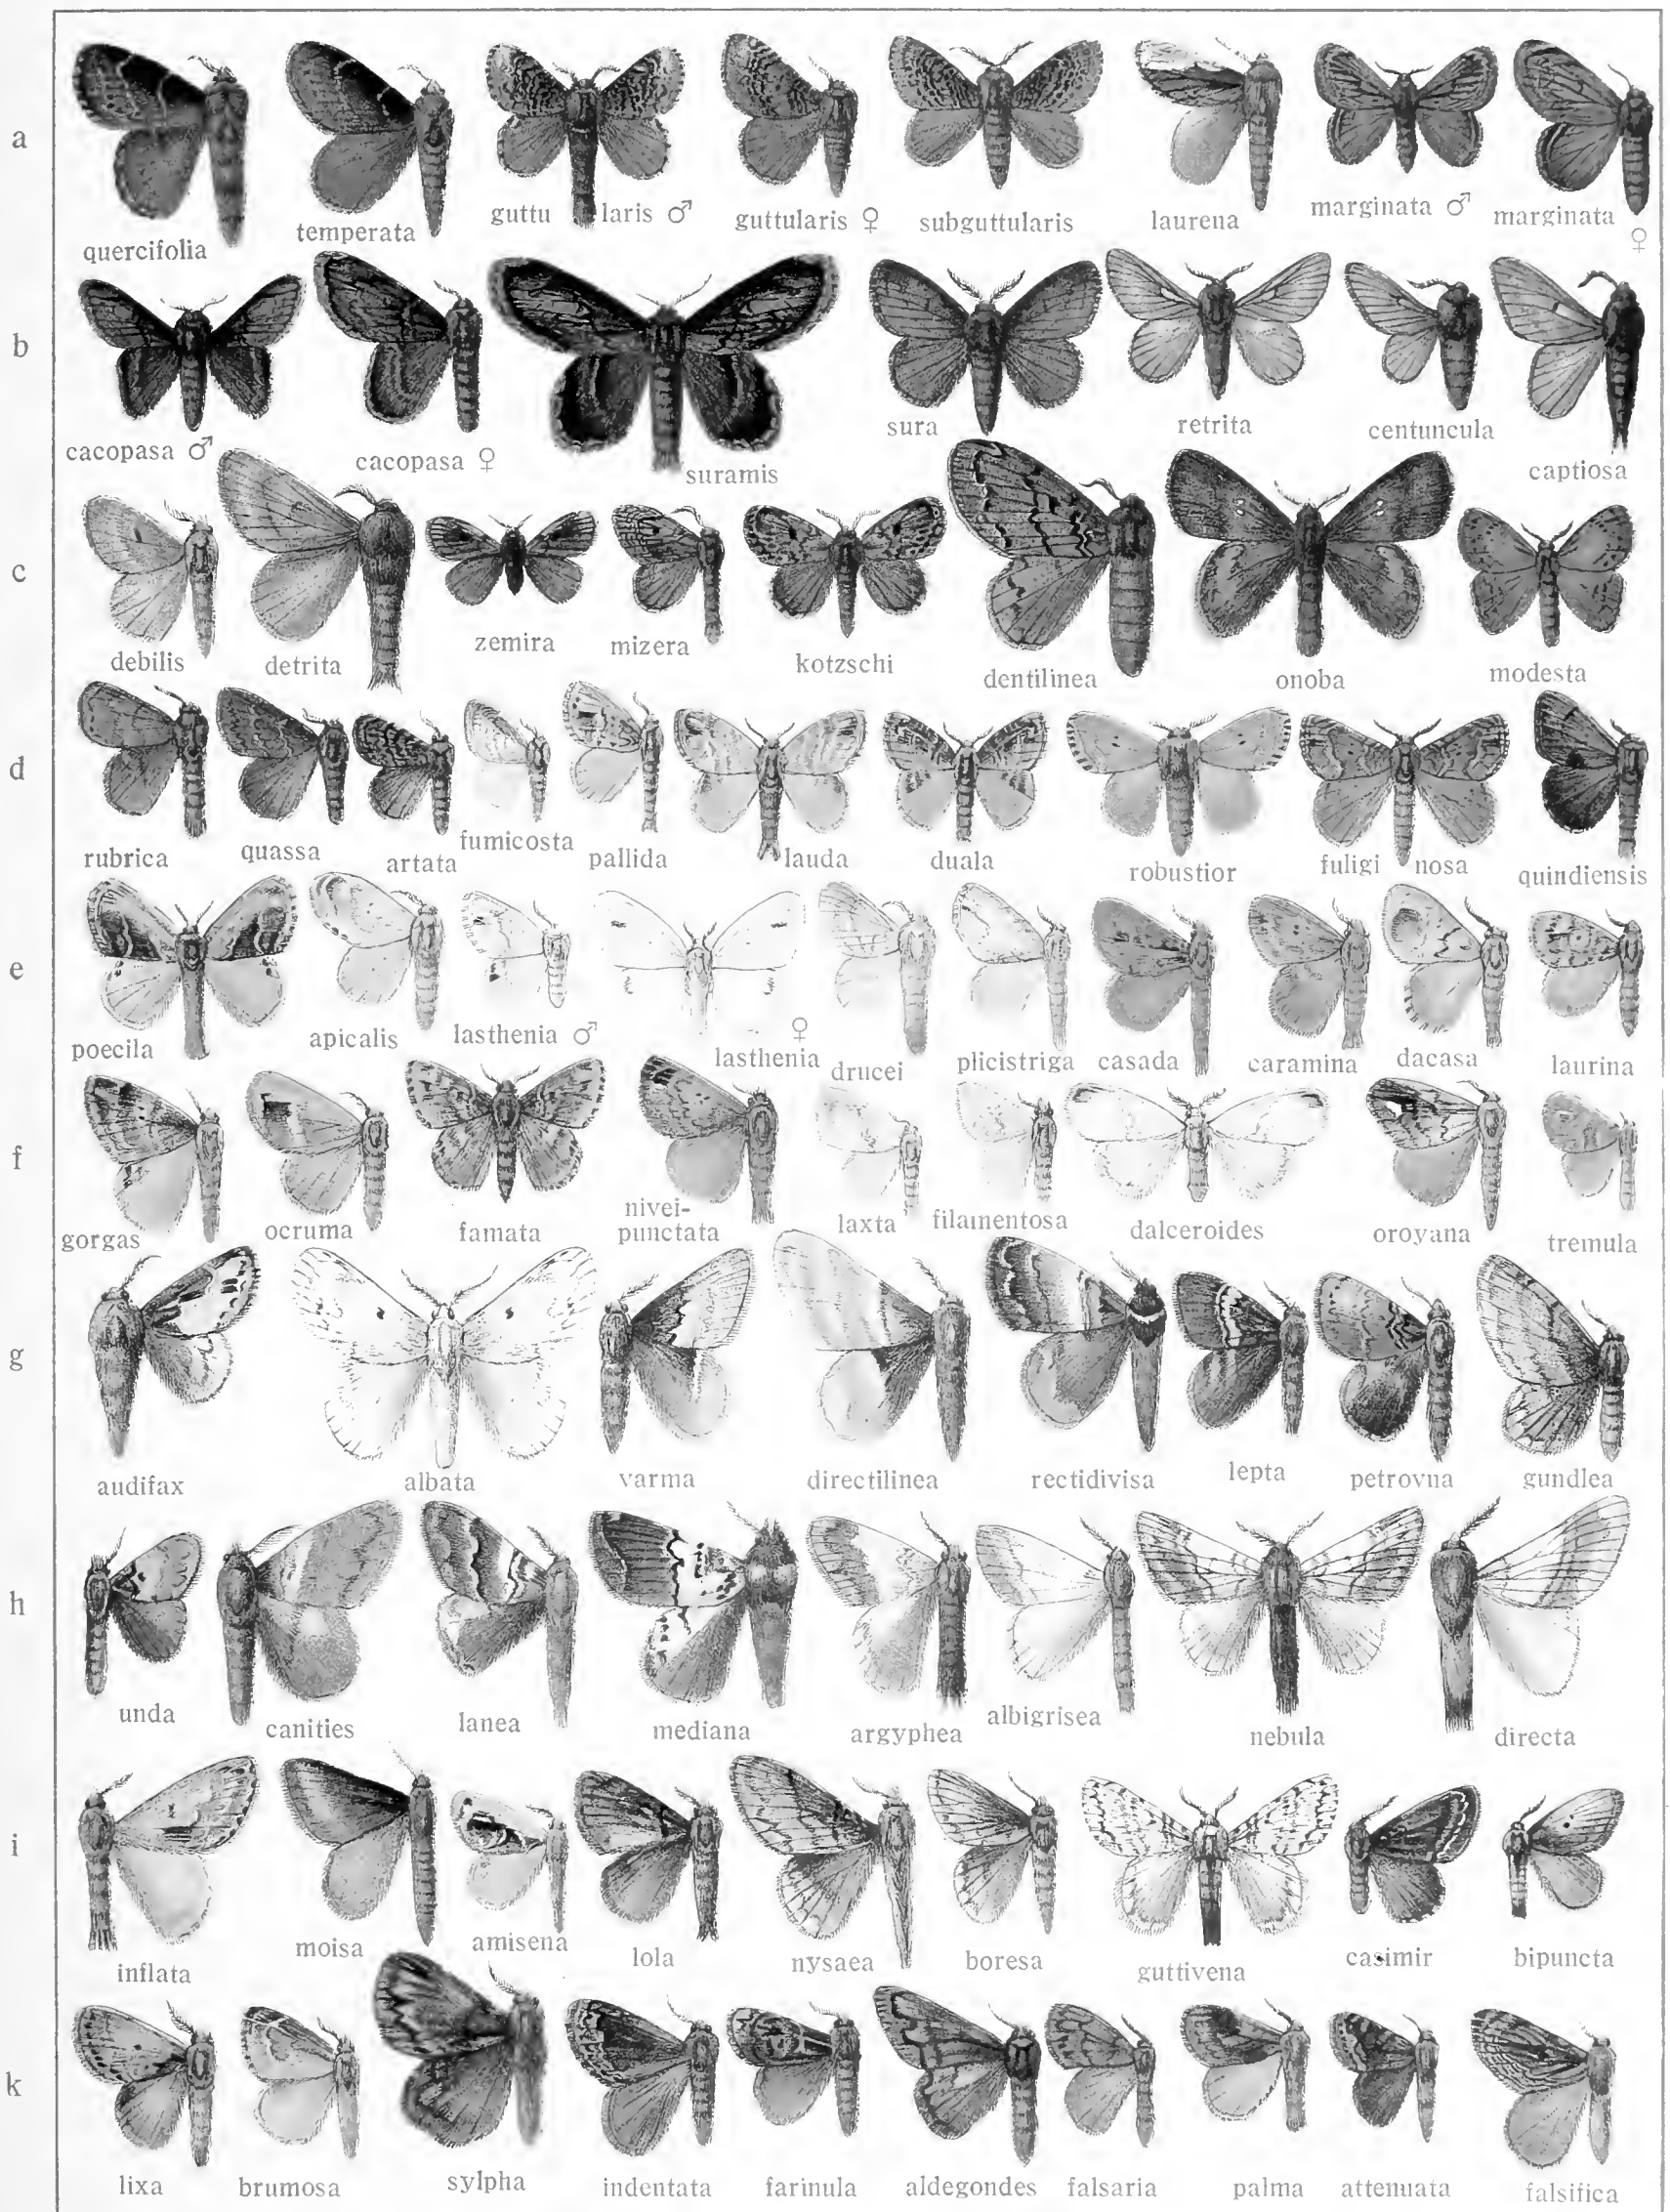 a
quercifolia
temperata
guttu laris ♂
guttularis ♀
subguttularis
laurena
marginata ♂
marginata
♀
b
cacopasa ♂
cacopasa ♀
suramis
sura
retrita
centuncula
captiosa
c
debilis
detrita
zemira
mizera
kotzschi
dentilinea
onoba
modesta
d
rubrica
quassa
artata
fumicosta
pallida
lauda
duala
robustior
fuligi nosa
quindiensis
e
poecila
apicalis
lasthenia ♂
♀
lasthenia
drucei
plicistriga
casada
caramina
dacasa
laurina
f
gorgas
ocruma
famata
nivei-
punctata
laxta
filamentosa
dalceroides
oroyana
tremula
g
audifax
albata
varma
directilinea
rectidivisa
lepta
petrovna
gundlea
h
unda
canities
lanea
mediana
argyphea
albigrisea
nebula
directa
i
inflata
moisa
amisena
lola
nysaea
boresa
guttivena
casimir
bipuncta
k
lixa
brumosa
sylpha
indentata
farinula
aldegondes
falsaria
palma
attenuata
falsifica